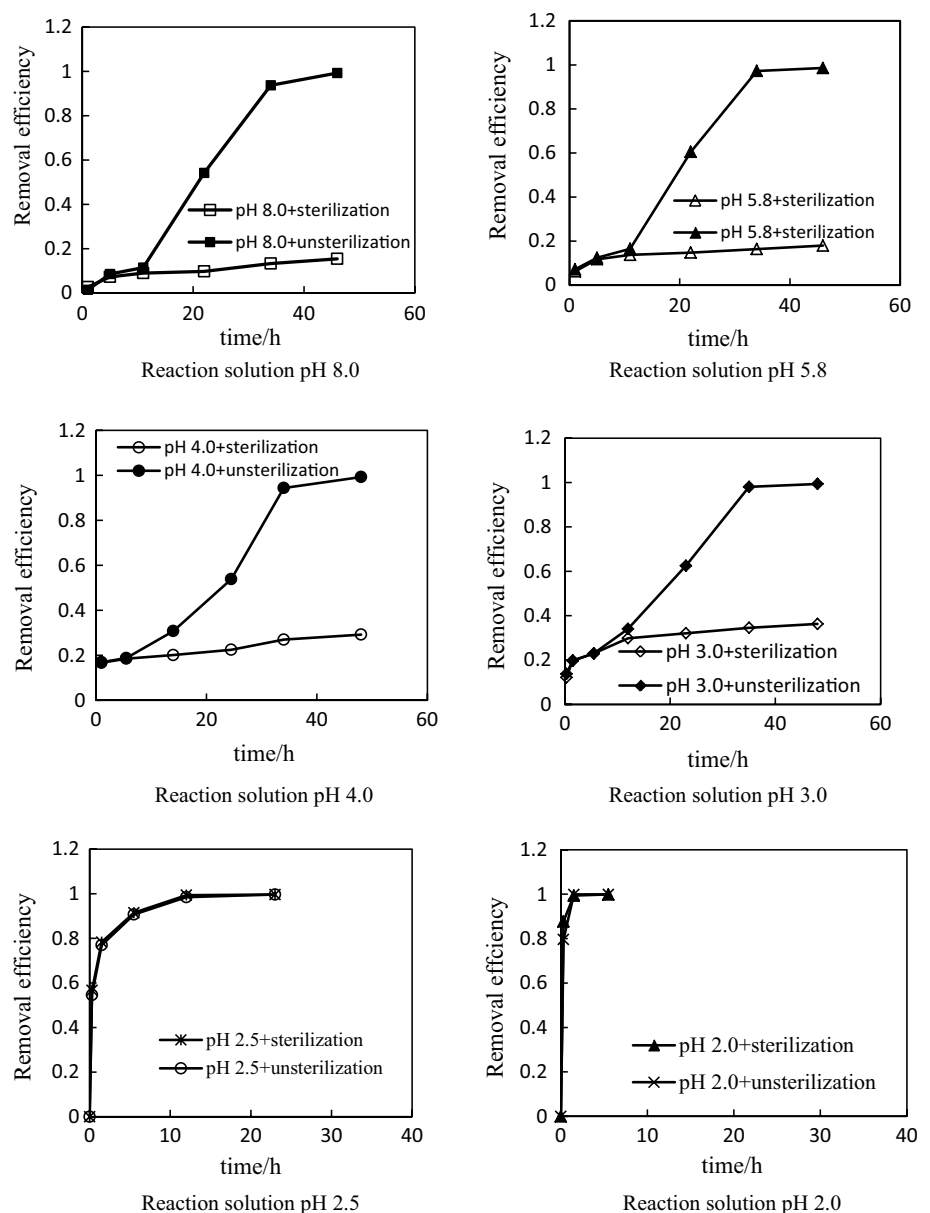 1.2
1
0.8
0.6
0.4
0.2
0
Removal efficiency
pH 8.0+sterilization
pH 8.0+unsterilization
0 20 40 60
time/h
Reaction solution pH 8.0
1.2
1
0.8
0.6
0.4
0.2
0
Removal efficiency
pH 5.8+sterilization
pH 5.8+sterilization
0 20 40 60
time/h
Reaction solution pH 5.8
1.2
1
0.8
0.6
0.4
0.2
0
Removal efficiency
pH 4.0+sterilization
pH 4.0+unsterilization
0 20 40 60
time/h
Reaction solution pH 4.0
1.2
1
0.8
0.6
0.4
0.2
0
Removal efficiency
pH 3.0+sterilization
pH 3.0+unsterilization
0 20 40 60
time/h
Reaction solution pH 3.0
1.2
1
0.8
0.6
0.4
0.2
0
Removal efficiency
pH 2.5+sterilization
pH 2.5+unsterilization
0 10 20 30 40
time/h
Reaction solution pH 2.5
1.2
1
0.8
0.6
0.4
0.2
0
Removal effciency
pH 2.0+sterilization
pH 2.0+unsterilization
0 10 20 30 40
time/h
Reaction solution pH 2.0